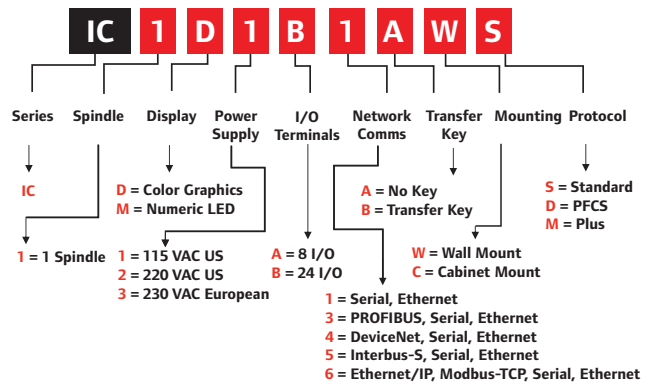 IC 1 D 1 B 1 A W S
Series Spindle Display Power Supply I/O Terminals Network Comms Transfer Key Mounting Protocol
IC
1 = 1 Spindle
D = Color Graphics
M = Numeric LED
1 = 115 VAC US
2 = 220 VAC US
3 = 230 VAC European
A = 8 I/O
B = 24 I/O
1 = Serial, Ethernet
3 = PROFIBUS, Serial, Ethernet
4 = DeviceNet, Serial, Ethernet
5 = Interbus-S, Serial, Ethernet
6 = Ethernet/IP, Modbus-TCP, Serial, Ethernet
A = No Key
B = Transfer Key
W = Wall Mount
C = Cabinet Mount
S = Standard
D = PFCS
M = Plus